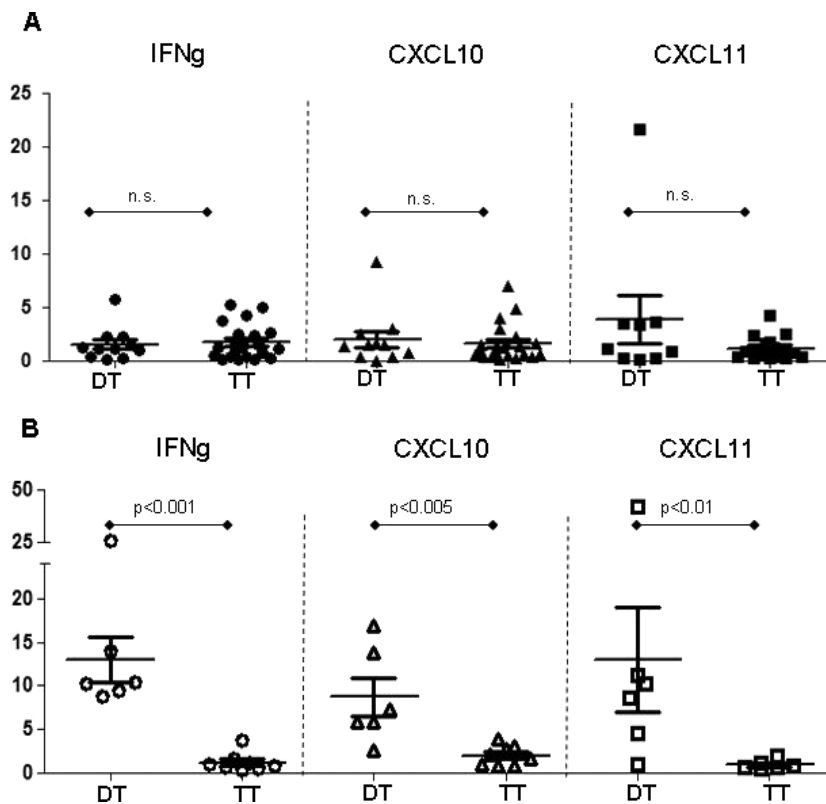 A
IFNg CXCL10 CXCL11
25
20
15
10
5
0
n.s. n.s. n.s.
DT TT DT TT DT TT
B
IFNg CXCL10 CXCL11
50
25
20
15
10
5
0
p<0.001 p<0.005 p<0.01
DT TT DT TT DT TT